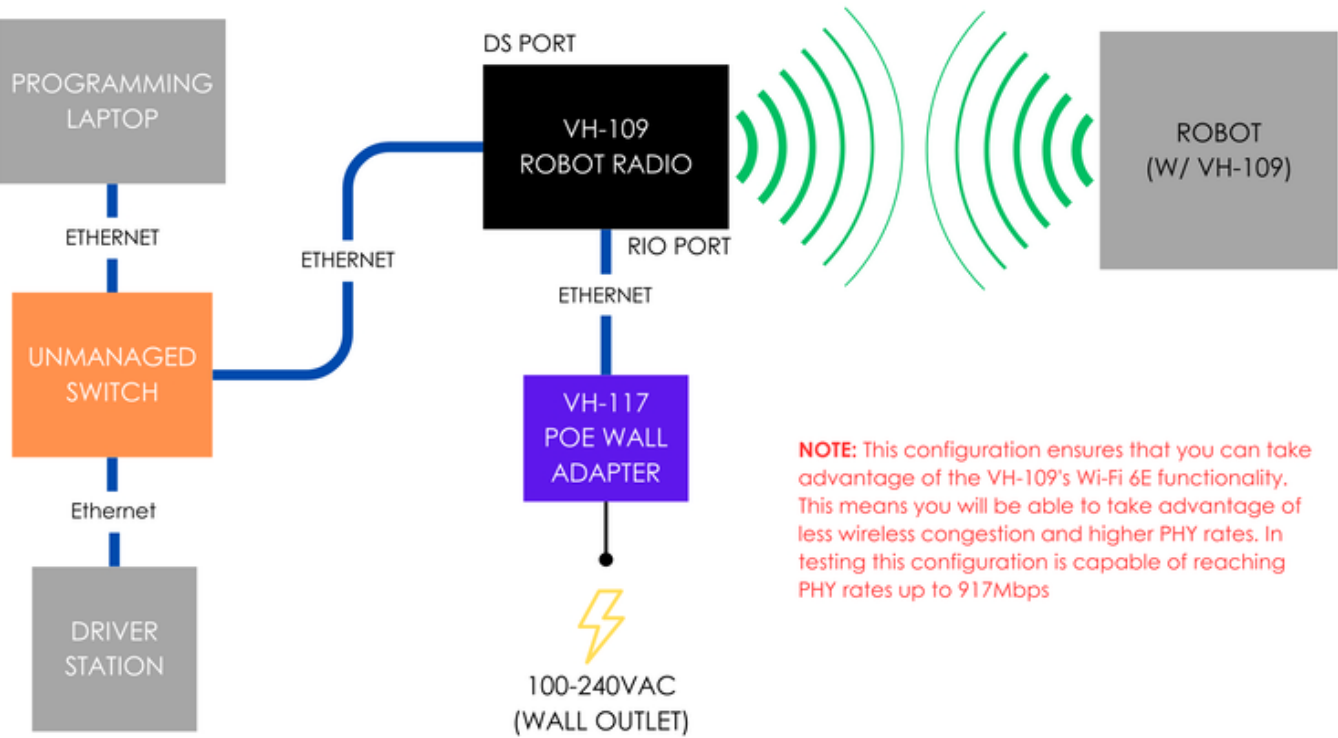 PROGRAMMING
LAPTOP
ETHERNET
UNMANAGED
SWITCH
Ethernet
DRIVER
STATION
ETHERNET
DS PORT
VH-109
ROBOT RADIO
RIO PORT
ETHERNET
VH-117
POE WALL
ADAPTER
100-240VAC
(WALL OUTLET)
ROBOT
(W/ VH-109)
NOTE: This configuration ensures that you can take
advantage of the VH-109's Wi-Fi 6E functionality.
This means you will be able to take advantage of
less wireless congestion and higher PHY rates. In
testing this configuration is capable of reaching
PHY rates up to 917Mbps